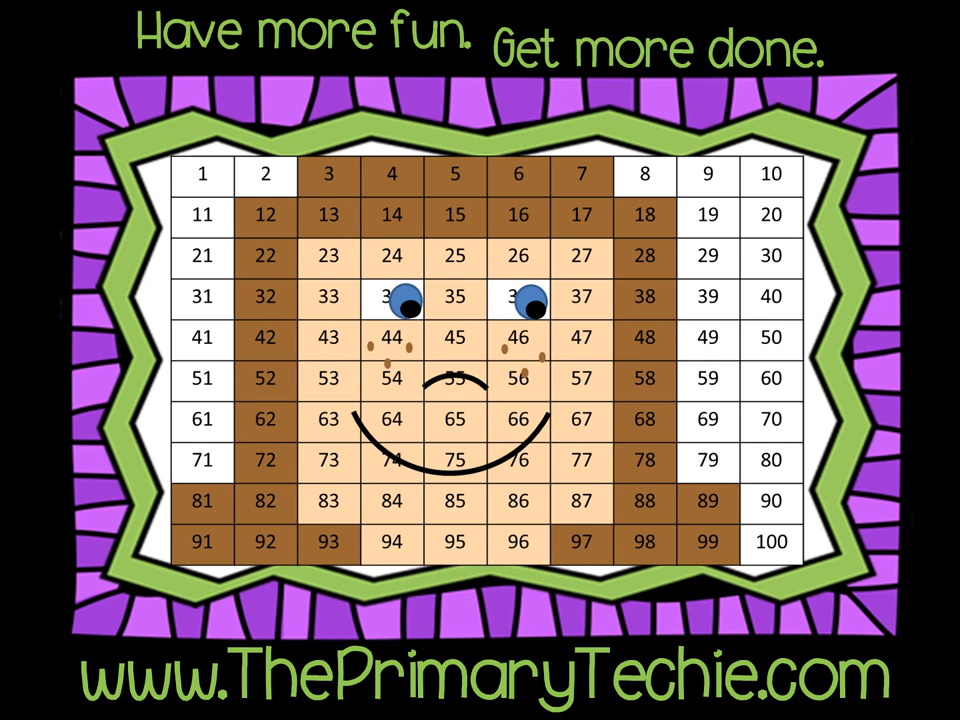 Have more fun. Get more done.
1 2 3 4 5 6 7 8 9 10
11 12 13 14 15 16 17 18 19 20
21 22 23 24 25 26 27 28 29 30
31 32 33 35 37 38 39 40
41 42 43 44 45 46 47 48 49 50
51 52 53 54 55 56 57 58 59 60
61 62 63 64 65 66 67 68 69 70
71 72 73 74 75 76 77 78 79 80
81 82 83 84 85 86 87 88 89 90
91 92 93 94 95 96 97 98 99 100
www.ThePrimaryTechie.com